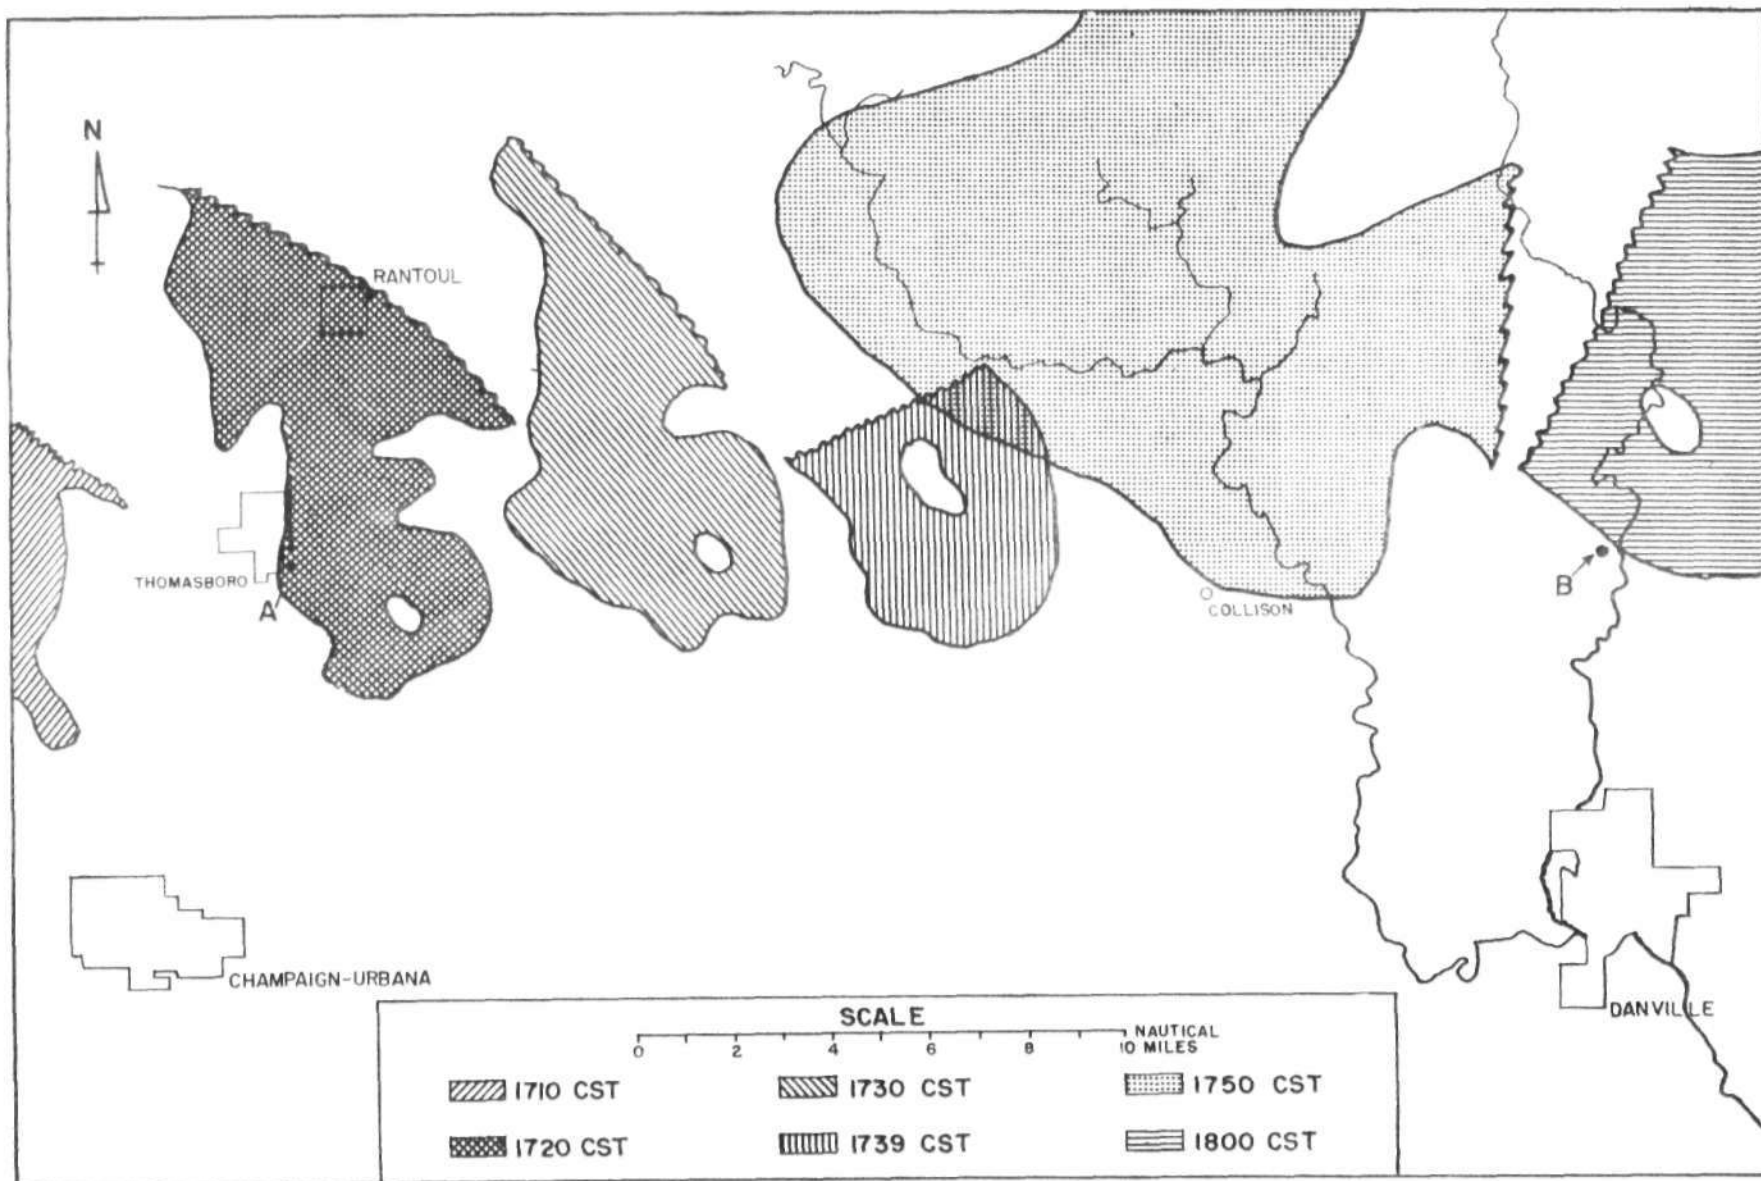 N
RANTOUL
THOMASBORO
A
B
COLLISON
CHAMPAIGN-URBANA
DANVILLE
SCALE
0 2 4 6 8 10 NAUTICAL MILES
1710 CST 1730 CST 1750 CST
1720 CST 1739 CST 1800 CST